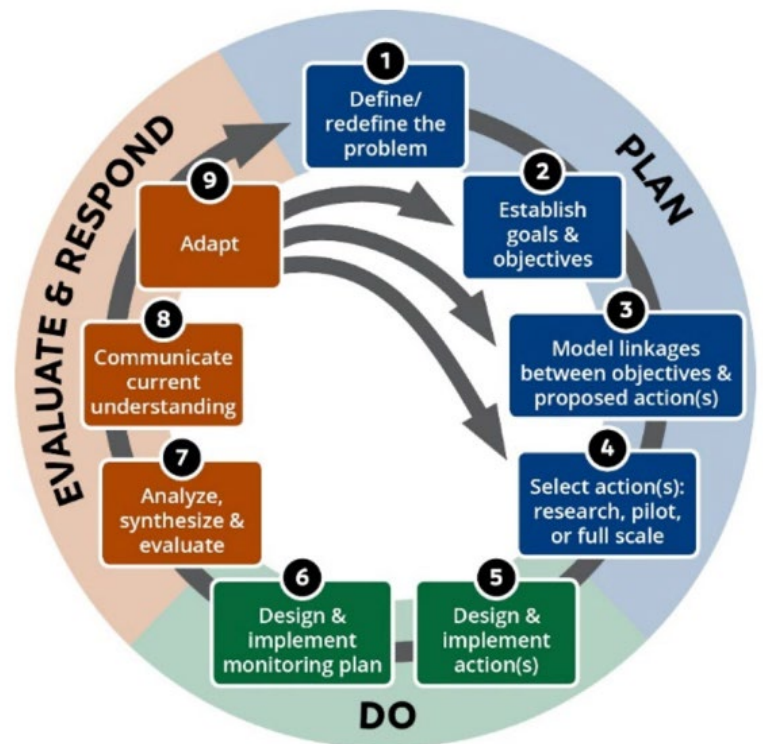 1
Define/
redefine the
problem
PLAN
2
Establish
goals &
objectives
3
Model linkages
between objectives &
proposed action(s)
4
Select action(s):
research, pilot,
or full scale
5
Design &
implement
action(s)
DO
6
Design &
implement
monitoring plan
7
Analyze,
synthesize &
evaluate
EVALUATE & RESPOND
8
Communicate
current
understanding
9
Adapt